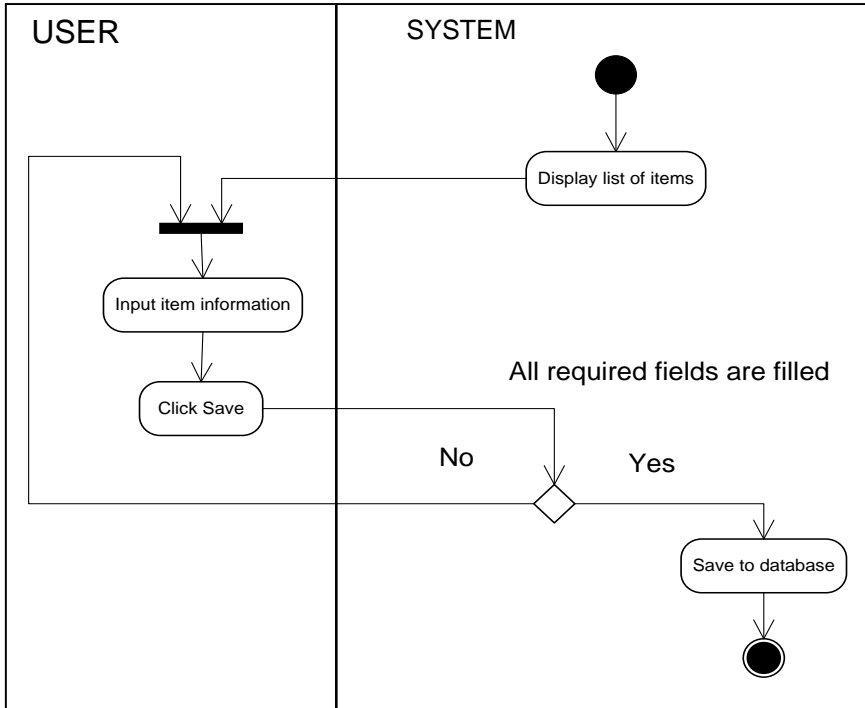 USER
SYSTEM
Display list of items
Input item information
All required fields are filled
Click Save
No
Yes
Save to database